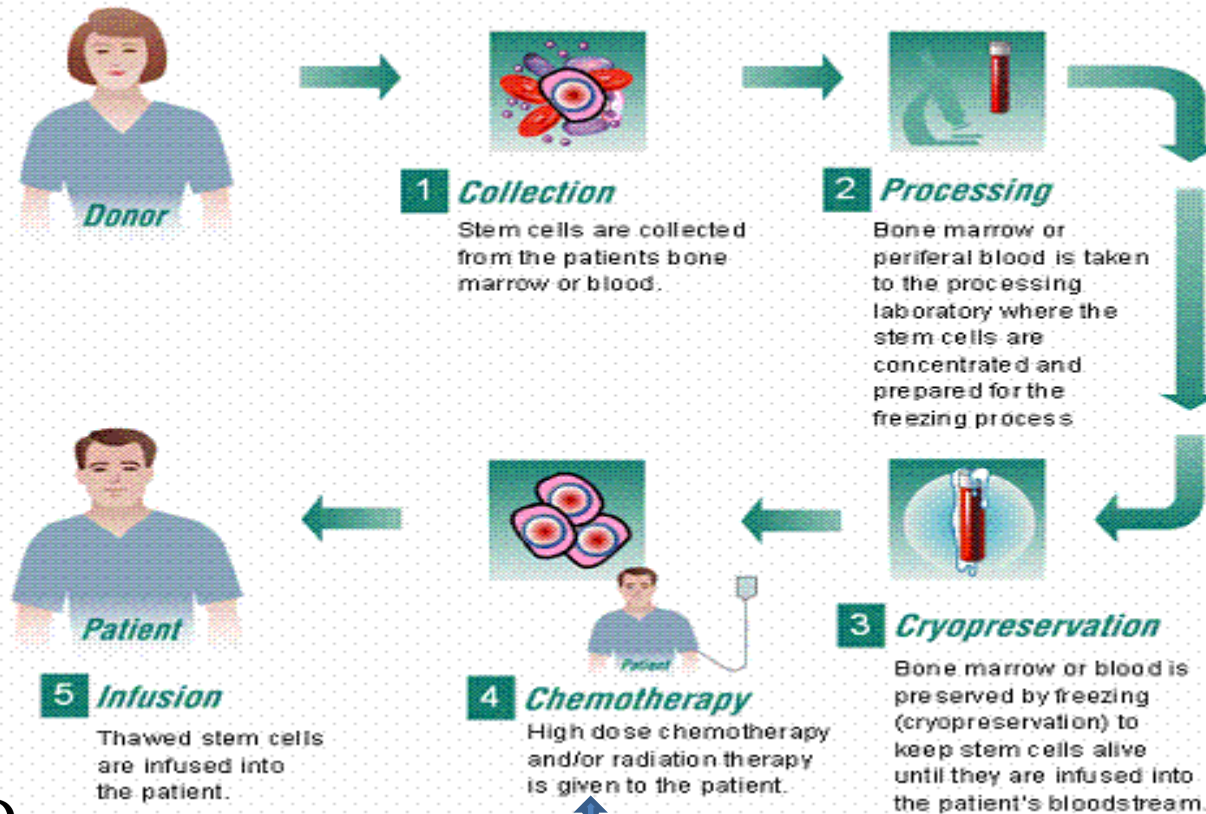 Donor
1 Collection
Stem cells are collected
from the patients bone
marrow or blood.
2 Processing
Bone marrow or
periferal blood is taken
to the processing
laboratory where the
stem cells are
concentrated and
prepared for the
freezing process
3 Cryopreservation
Bone marrow or blood is
preserved by freezing
(cryopreservation) to
keep stem cells alive
until they are infused into
the patient's bloodstream.
Patient
4 Chemotherapy
High dose chemotherapy
and/or radiation therapy
is given to the patient.
Patient
5 Infusion
Thawed stem cells
are infused into
the patient.